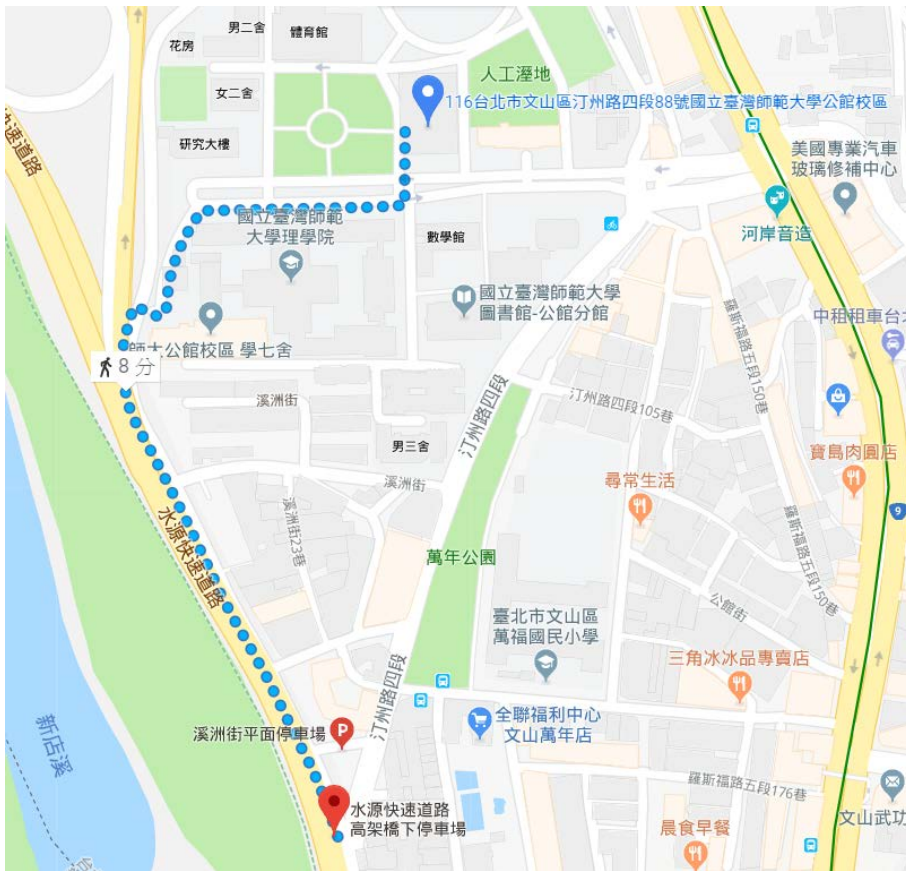 男二舍
體育館
花房
人工溼地
女二舍
116台北市文山區汀州路四段88號國立臺灣師範大學公館校區
快速道路
研究大樓
美國專業汽車
玻璃修補中心
國立臺灣師範
大學理學院
數學館
河岸音造
國立臺灣師範大學
圖書館-公館分館
羅斯福路五段150巷
中租租車台北
師大公館校區 學七舍
8 分
溪洲街
汀州路四段
汀州路四段105巷
男三舍
寶島肉圓店
溪洲街
尋常生活
9
水源快速道路
溪洲街23巷
羅斯福路五段150巷
萬年公園
公館街
臺北市文山區
萬福國民小學
三角冰冰品專賣店
新店溪
汀州路四段
全聯福利中心
文山萬年店
溪洲街平面停車場
P
羅斯福路五段176巷
水源快速道路
高架橋下停車場
文山武功
晨食早餐